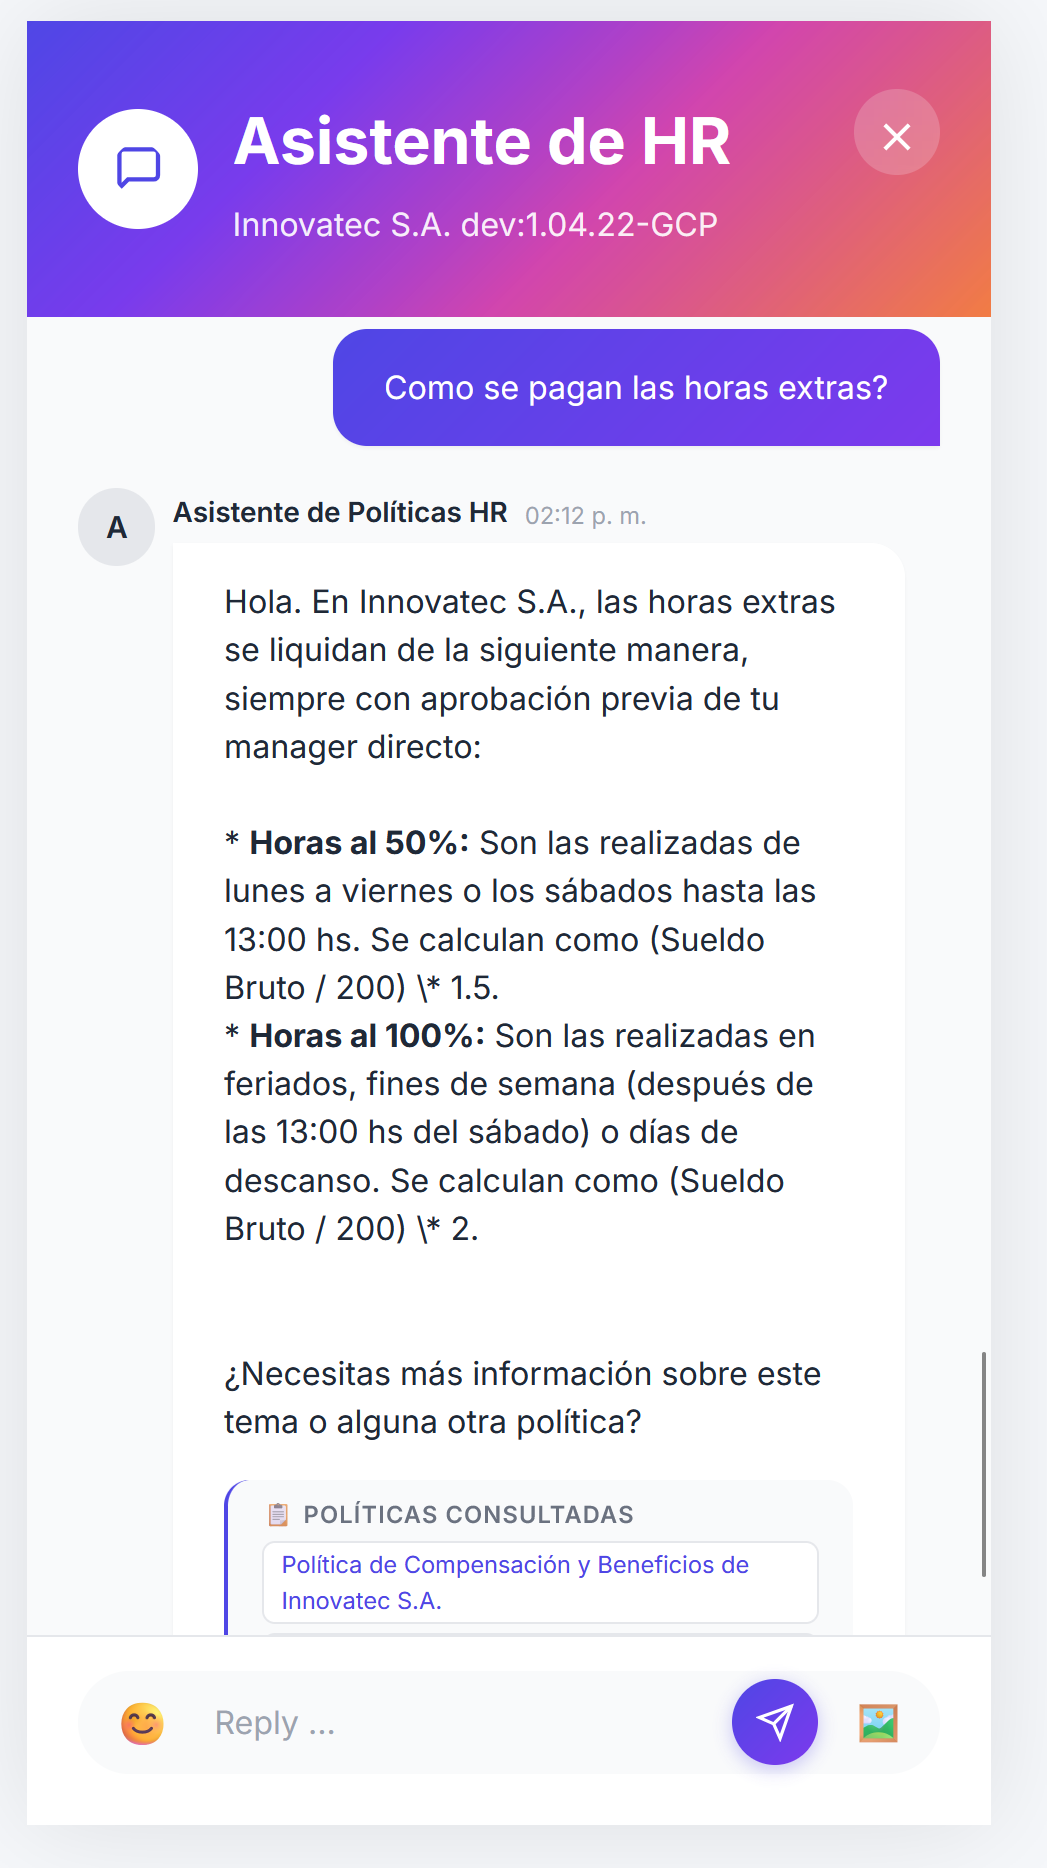 Asistente de HR
Innovatec S.A. dev:1.04.22-GCP
Como se pagan las horas extras?
A
Asistente de Políticas HR 02:12 p. m.
Hola. En Innovatec S.A., las horas extras
se liquidan de la siguiente manera,
siempre con aprobación previa de tu
manager directo:
* Horas al 50%: Son las realizadas de
lunes a viernes o los sábados hasta las
13:00 hs. Se calculan como (Sueldo
Bruto / 200) \* 1.5.
* Horas al 100%: Son las realizadas en
feriados, fines de semana (después de
las 13:00 hs del sábado) o días de
descanso. Se calculan como (Sueldo
Bruto / 200) \* 2.
¿Necesitas más información sobre este
tema o alguna otra política?
POLÍTICAS CONSULTADAS
Política de Compensación y Beneficios de
Innovatec S.A.
Reply ...